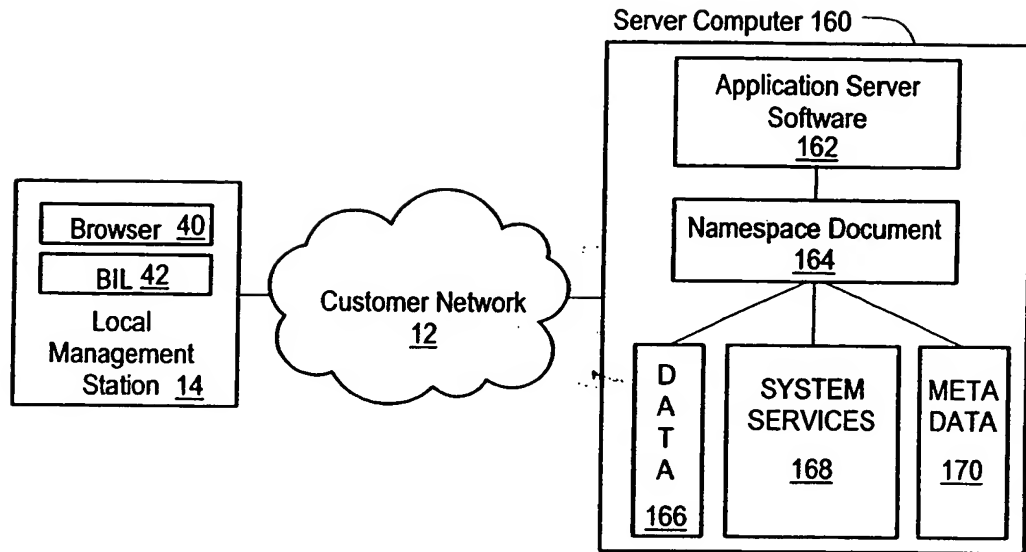 Server Computer 160
Application Server
Software
162
Browser 40
BIL 42
Local
Management
Station 14
Customer Network
12
Namespace Document
164
D
A
T
A
166
SYSTEM
SERVICES
168
META
DATA
170